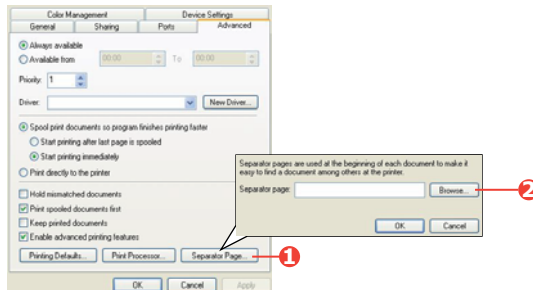 Color Management Device Settings
General Sharing Ports Advanced
Always available
Available from 00:00 To 00:00
Priority: 1
Driver: New Driver...
Spool print documents so program finishes printing faster
Start printing after last page is spooled
Start printing immediately
Print directly to the printer
Hold mismatched documents
Print spooled documents first
Keep printed documents
Enable advanced printing features
Printing Defaults... Print Processor... Separator Page... 1
OK Cancel Apply
Separator pages are used at the beginning of each document to make it
easy to find a document among others at the printer.
Separator page: Browse... 2
OK Cancel